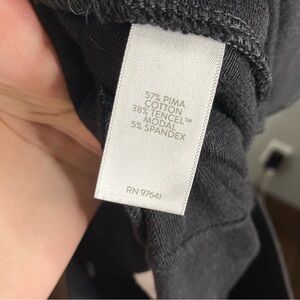 57% PIMA
COTTON
38% TENCEL™
MODAL
5% SPANDEX
RN 97641